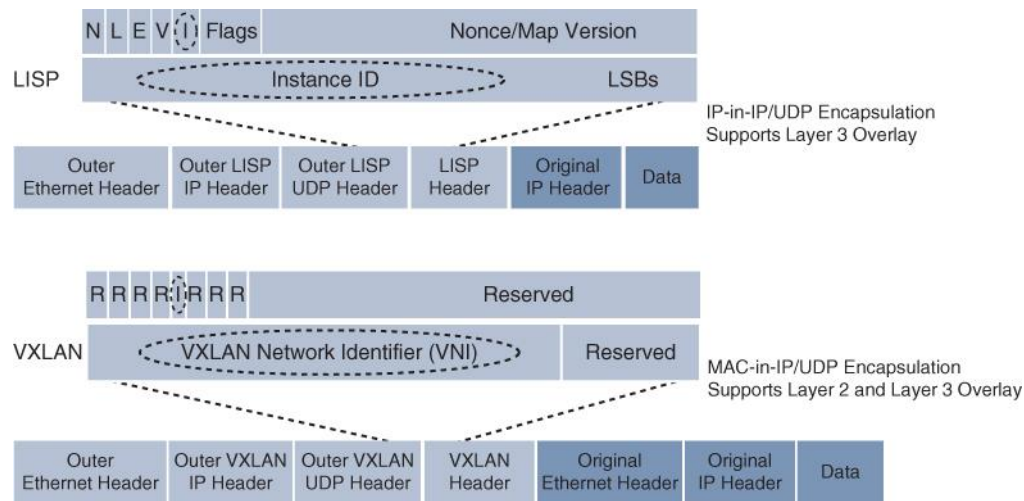 N L E V I Flags Nonce/Map Version
LISP Instance ID LSBs
IP-in-IP/UDP Encapsulation
Supports Layer 3 Overlay
Outer Ethernet Header
Outer LISP IP Header
Outer LISP UDP Header
LISP Header
Original IP Header
Data
R R R R I R R R Reserved
VXLAN VXLAN Network Identifier (VNI) Reserved
MAC-in-IP/UDP Encapsulation
Supports Layer 2 and Layer 3 Overlay
Outer Ethernet Header
Outer VXLAN IP Header
Outer VXLAN UDP Header
VXLAN Header
Original Ethernet Header
Original IP Header
Data